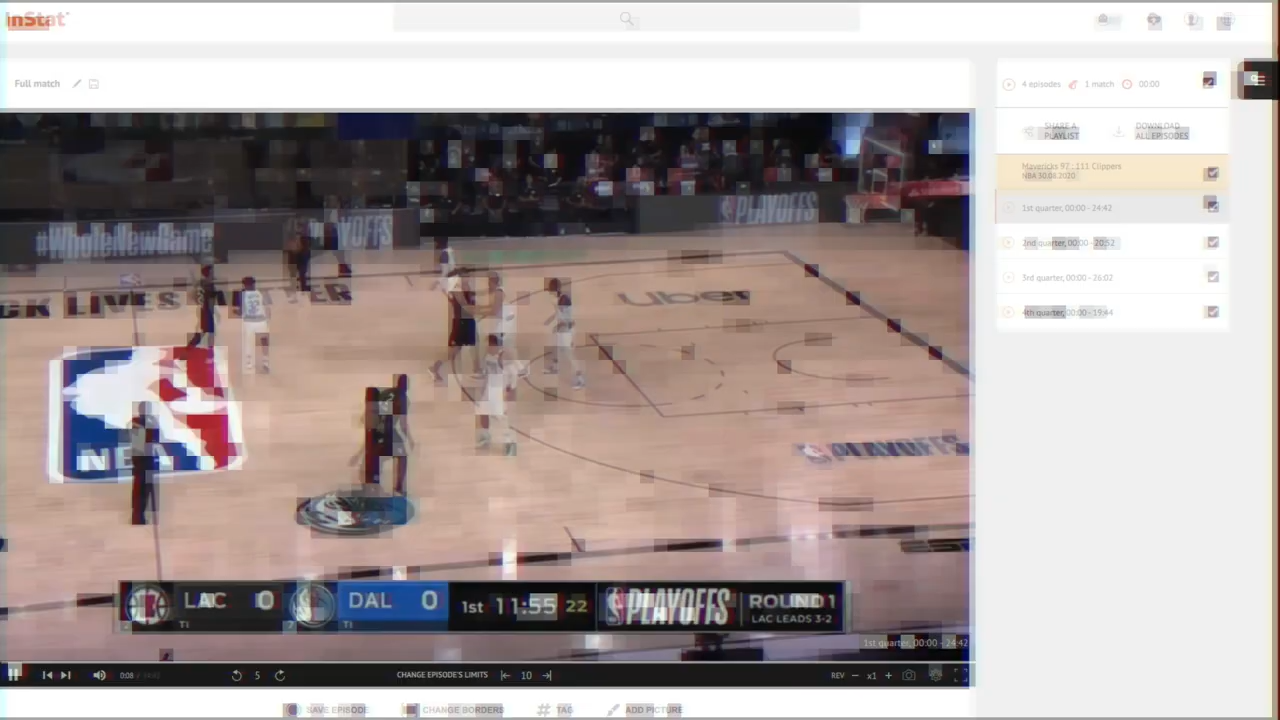 InStat
Full match
4 episodes 1 match 00:00
SHARE A PLAYLIST
DOWNLOAD ALL EPISODES
Mavericks 97 : 111 Clippers
NBA 30.08.2020
1st quarter, 00:00 - 24:42
2nd quarter, 00:00 - 20:52
3rd quarter, 00:00 - 26:02
4th quarter, 00:00 - 19:44
PLAYOFFS
#WholeNewGame
PLAYOFFS
CK LIVES MATTER
Uber
NBA
PLAYOFFS
LAC 0 DAL 0 1st 11:55 22 PLAYOFFS ROUND 1
LAC LEADS 3-2
1st quarter, 00:00 - 24:42
0:08 5 CHANGE EPISODE'S LIMITS 10 REV - x1 +
SAVE EPISODE CHANGE BORDERS # TAG ADD PICTURE